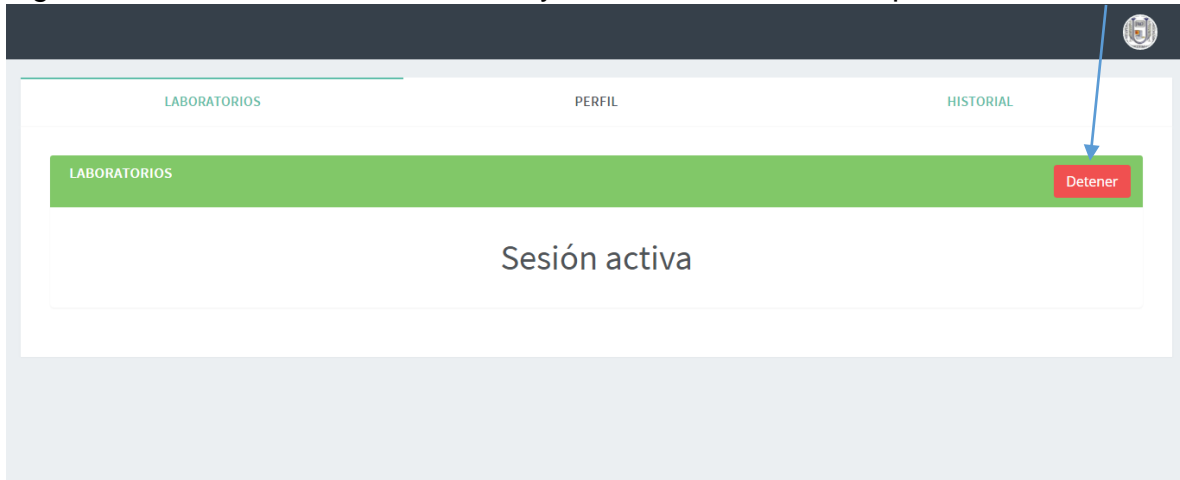 LABORATORIOS PERFIL HISTORIAL
LABORATORIOS
Detener
Sesión activa